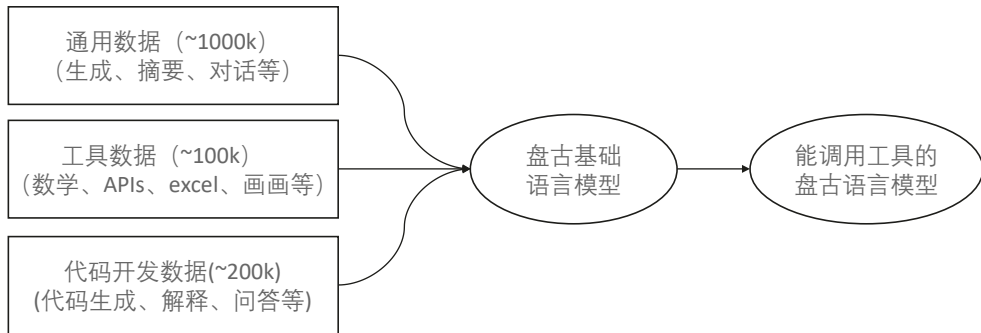 通用数据（~1000k）
（生成、摘要、对话等）
工具数据（~100k）
（数学、APIs、excel、画画等）
代码开发数据(~200k)
(代码生成、解释、问答等)
盘古基础
语言模型
能调用工具的
盘古语言模型